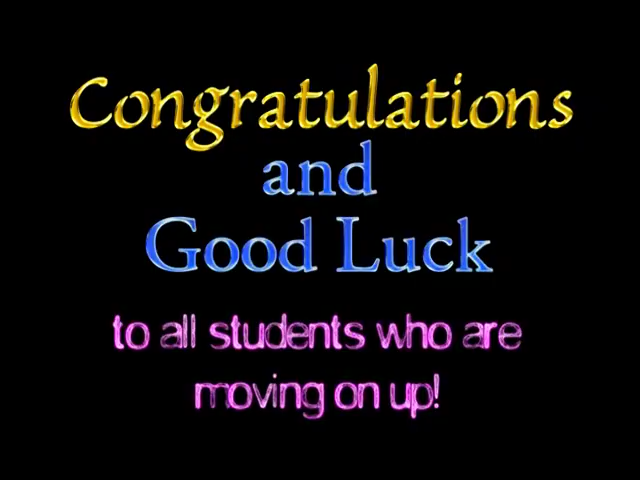 Congratulations
and
Good Luck
to all students who are
moving on up!